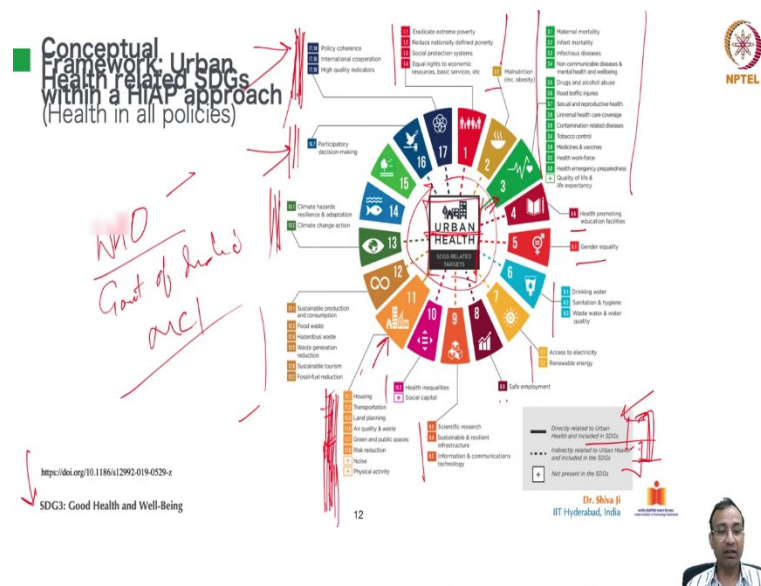 Conceptual
Framework: Urban
Health related SDGs
within a HIAP approach
(Health in all policies)
NPTEL
17.14 Policy coherence
17.16 International cooperation
17.18 High quality indicators
1.1 Eradicate extreme poverty
1.2 Reduce nationally defined poverty
1.3 Social protection systems
1.4 Equal rights to economic
resources, basic services, etc
2.2 Malnutrition
(inc. obesity)
3.1 Maternal mortality
3.2 Infant mortality
3.3 Infectious diseases
3.4 Non communicable diseases &
mental health and wellbeing
3.5 Drugs and alcohol abuse
3.6 Road traffic injuries
3.7 Sexual and reproductive health
3.8 Universal health care coverage
3.9 Contamination related diseases
Tobacco control
Medicines & vaccines
Health work-force
Health emergency preparedness
+ Quality of life &
life expectancy
Participatory
decision-making
13.1 Climate hazards
resilience & adaptation
13.2 Climate change action
1
2
3
4
5
6
7
8
9
10
11
12
13
14
15
16
17
URBAN
HEALTH
SDGS RELATED
TARGETS
Health promoting
education facilities
Gender equality
6.1 Drinking water
6.2 Sanitation & hygiene
6.3 Waste water & water
quality
7.1 Access to electricity
7.2 Renewable energy
8.8 Safe employment
Scientific research
Sustainable & resilient
infrastructure
Information & communications
technology
Health inequalities
+ Social capital
11.1 Housing
11.2 Transportation
11.3 Land planning
11.6 Air quality & waste
11.7 Green and public spaces
Risk reduction
+ Noise
+ Physical activity
Sustainable production
and consumption
12.3 Food waste
12.4 Hazardous waste
12.5 Waste generation
reduction
Sustainable tourism
Fossil-fuel reduction
WHO
Govt of India
Directly related to Urban
Health and Included in SDGs
Indirectly related to Urban Health
and included in the SDGs
+ Not present in the SDGs
https://doi.org/10.1186/s12992-019-0529-z
SDG3: Good Health and Well-Being
12
Dr. Shiva Ji
IIT Hyderabad, India